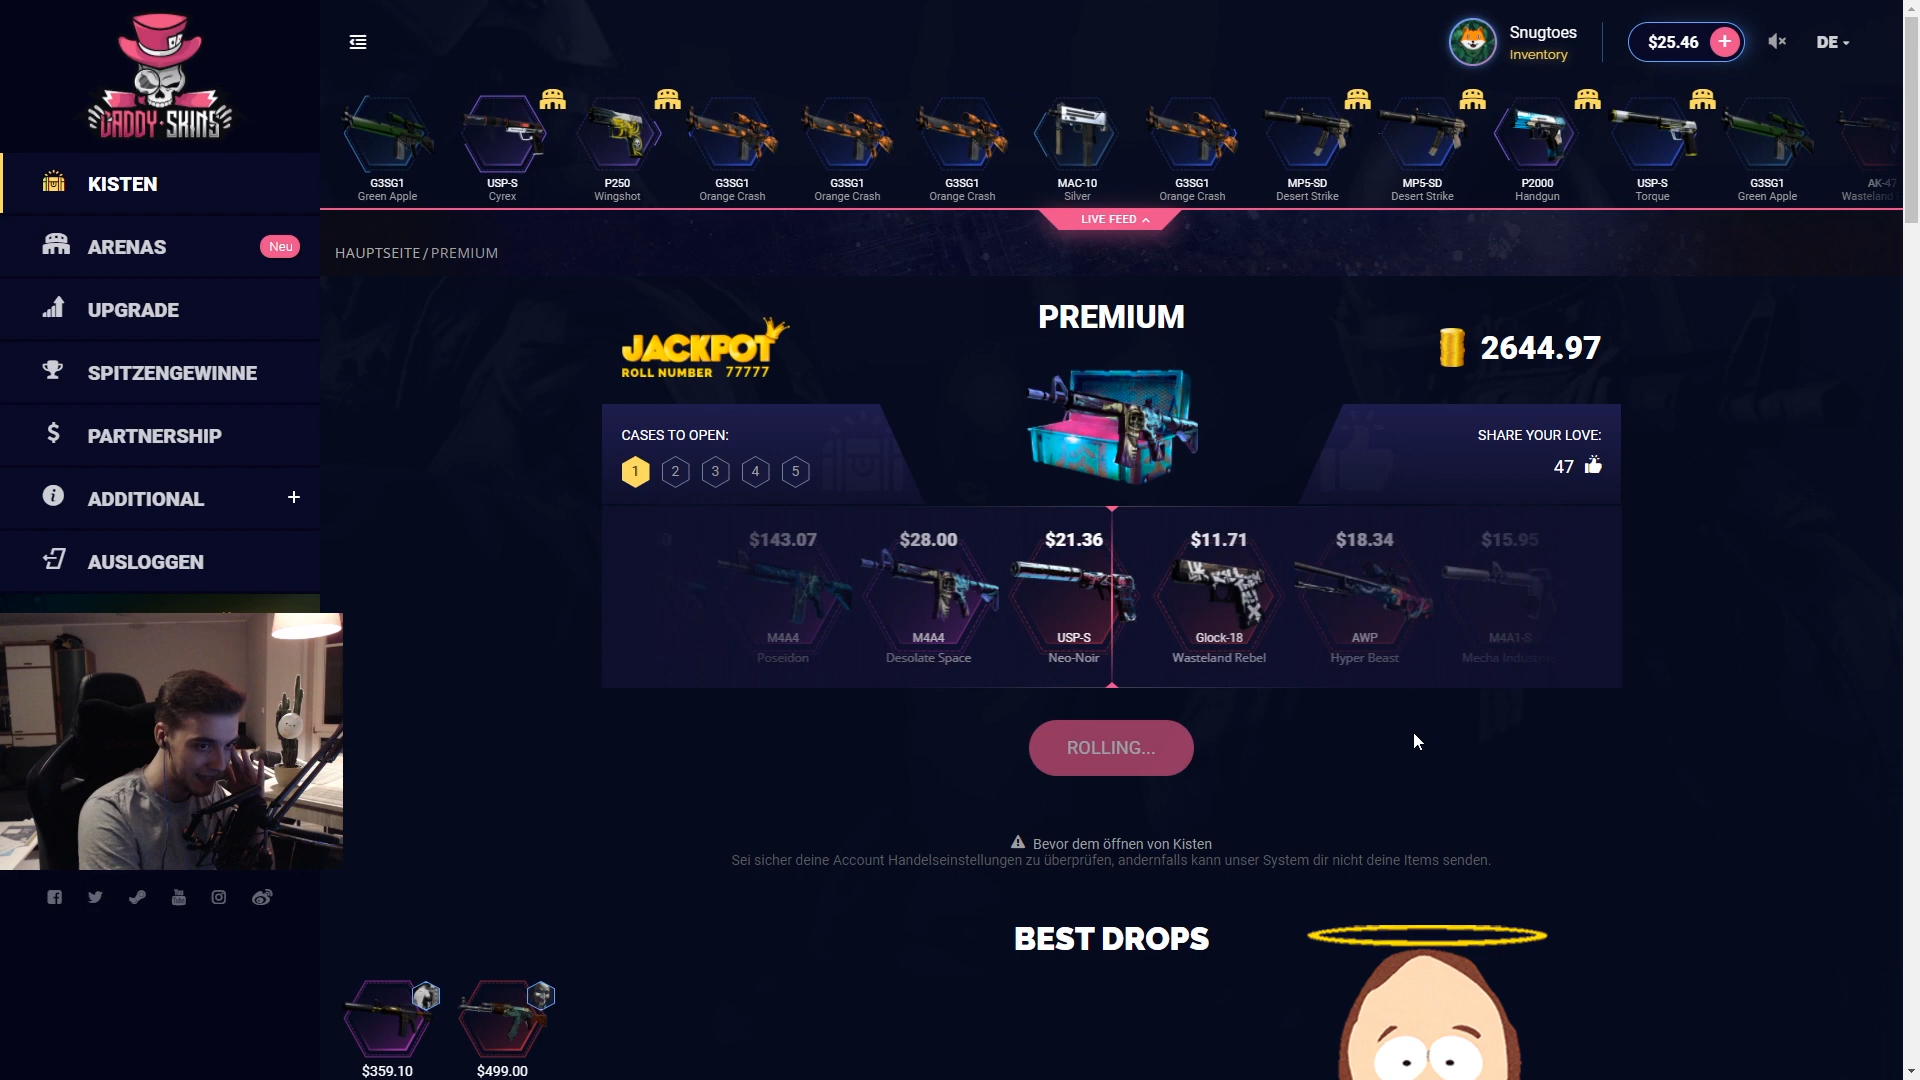 DADDY SKINS
KISTEN
ARENAS
Neu
UPGRADE
SPITZENGEWINNE
PARTNERSHIP
ADDITIONAL
+
AUSLOGGEN
Snugtoes
Inventory
$25.46 +
DE
G3SG1
Green Apple
USP-S
Cyrex
P250
Wingshot
G3SG1
Orange Crash
G3SG1
Orange Crash
G3SG1
Orange Crash
MAC-10
Silver
G3SG1
Orange Crash
MP5-SD
Desert Strike
MP5-SD
Desert Strike
P2000
Handgun
USP-S
Torque
G3SG1
Green Apple
AK-47
Wasteland
LIVE FEED
HAUPTSEITE / PREMIUM
JACKPOT
ROLL NUMBER 77777
PREMIUM
2644.97
CASES TO OPEN:
1 2 3 4 5
SHARE YOUR LOVE:
47
$143.07
M4A4
Poseidon
$28.00
M4A4
Desolate Space
$21.36
USP-S
Neo-Noir
$11.71
Glock-18
Wasteland Rebel
$18.34
AWP
Hyper Beast
$15.95
M4A1-S
Mecha Industries
ROLLING...
Bevor dem öffnen von Kisten
Sei sicher deine Account Handelseinstellungen zu überprüfen, andernfalls kann unser System dir nicht deine Items senden.
BEST DROPS
$359.10
$499.00